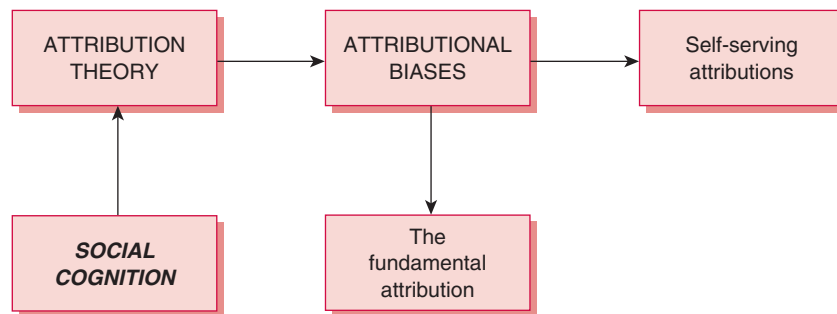 ATTRIBUTION
THEORY
ATTRIBUTIONAL
BIASES
Self-serving
attributions
SOCIAL
COGNITION
The
fundamental
attribution